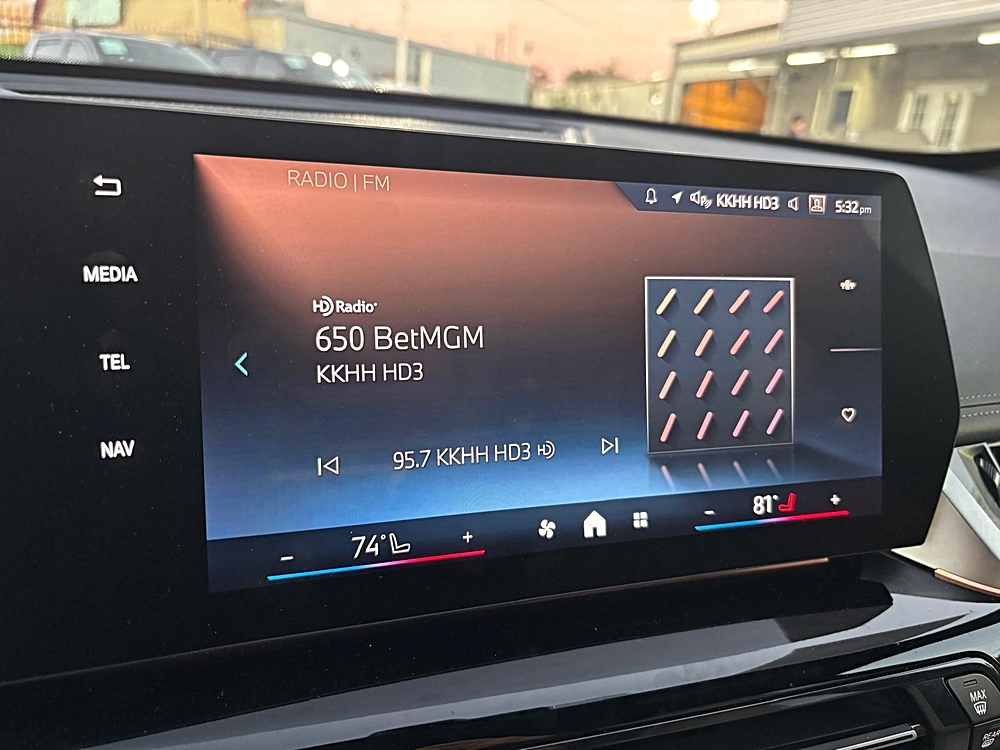 RADIO | FM
KKHH HD3
5:32 pm
MEDIA
TEL
NAV
HD Radio
650 BetMGM
KKHH HD3
95.7 KKHH HD3 HD
74°
81°
MAX